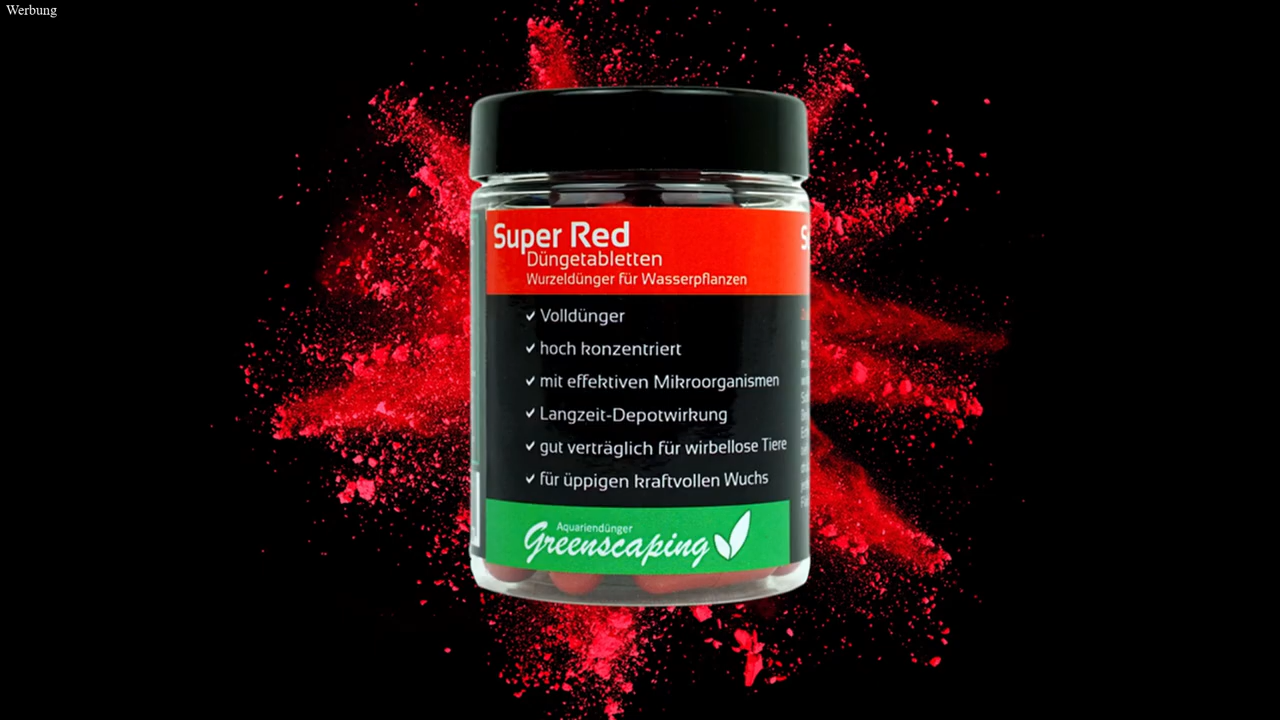 Werbung
Super Red
Düngetabletten
Wurzeldünger für Wasserpflanzen
✓ Volldünger
✓ hoch konzentriert
✓ mit effektiven Mikroorganismen
✓ Langzeit-Depotwirkung
✓ gut verträglich für wirbellose Tiere
✓ für üppigen kraftvollen Wuchs
Aquariendünger
Greenscaping